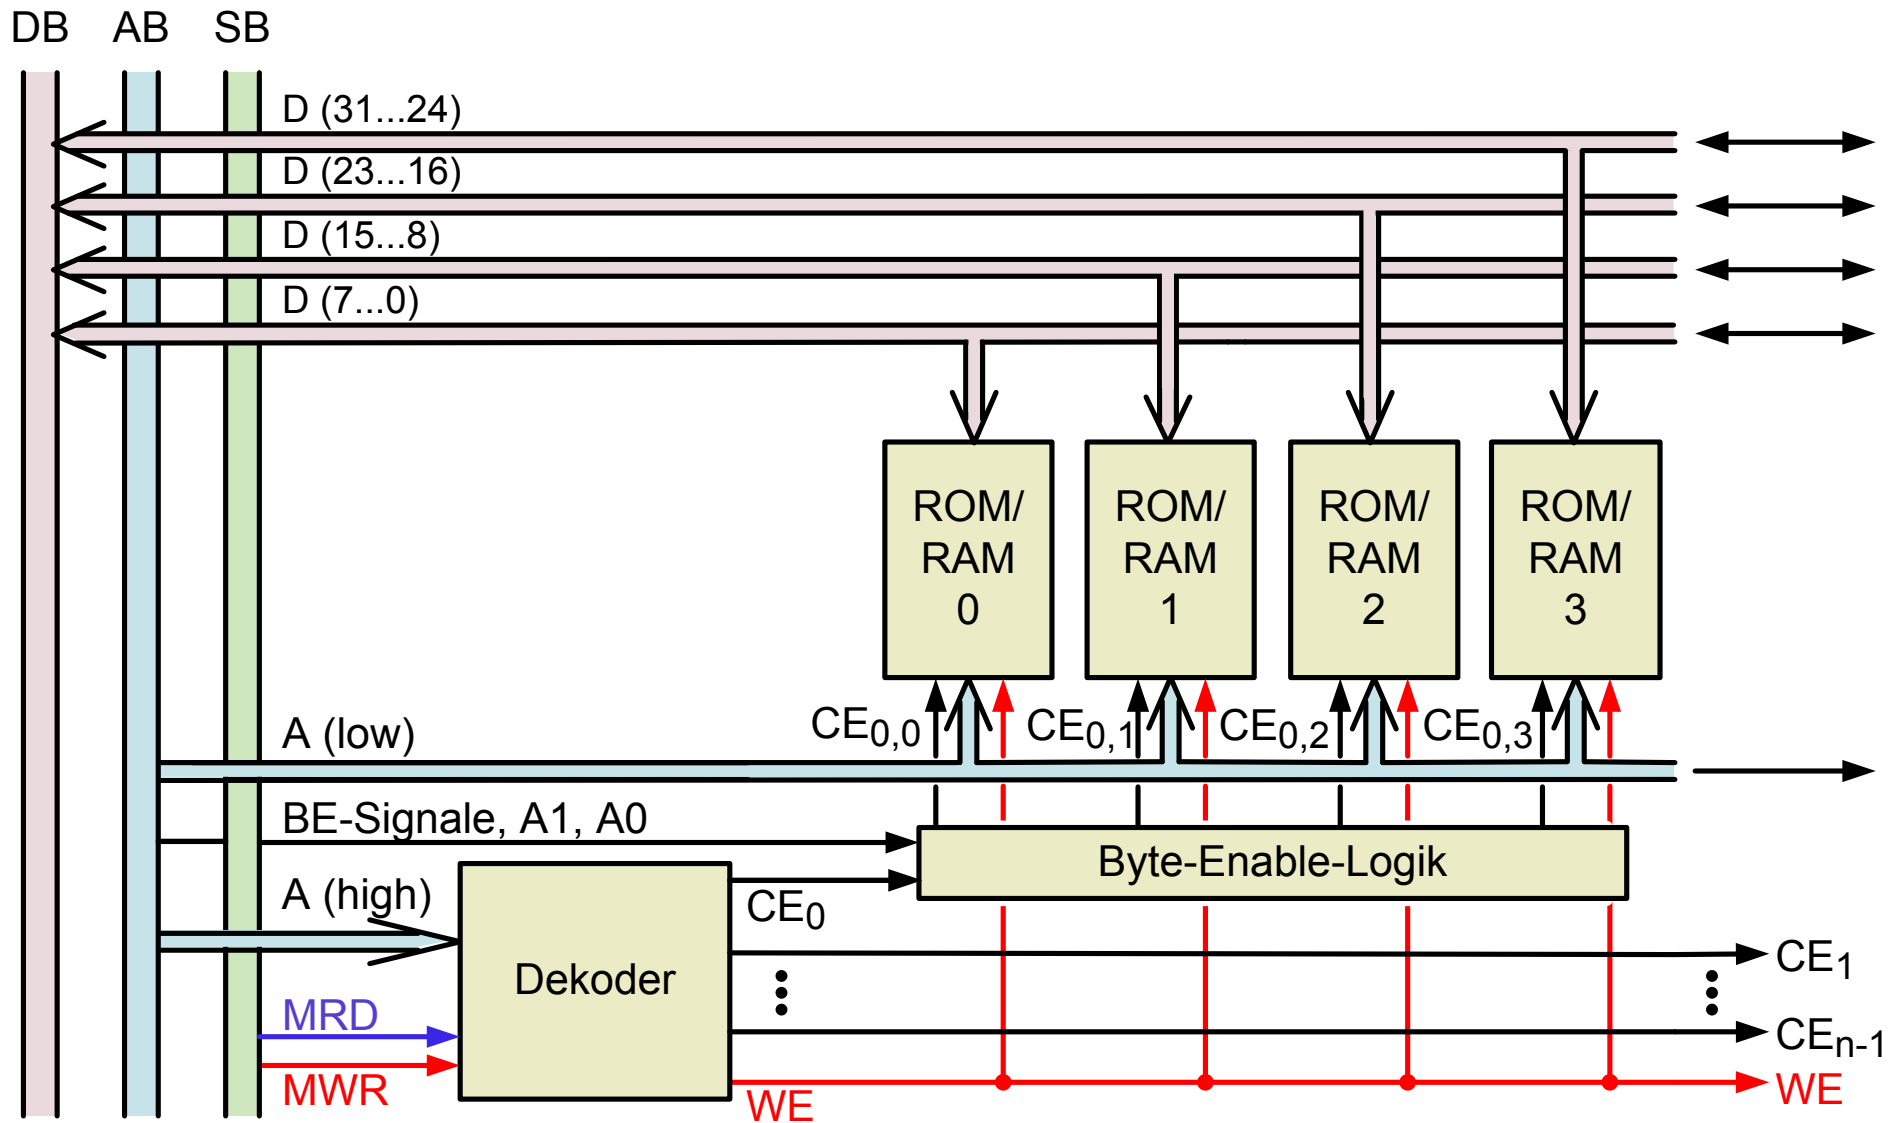 DB AB SB
D (31...24)
D (23...16)
D (15...8)
D (7...0)
ROM/
RAM
0
ROM/
RAM
1
ROM/
RAM
2
ROM/
RAM
3
A (low)
CE0,0
CE0,1
CE0,2
CE0,3
BE-Signale, A1, A0
Byte-Enable-Logik
A (high)
CE0
Dekoder
CE1
MRD
CEn-1
MWR
WE
WE